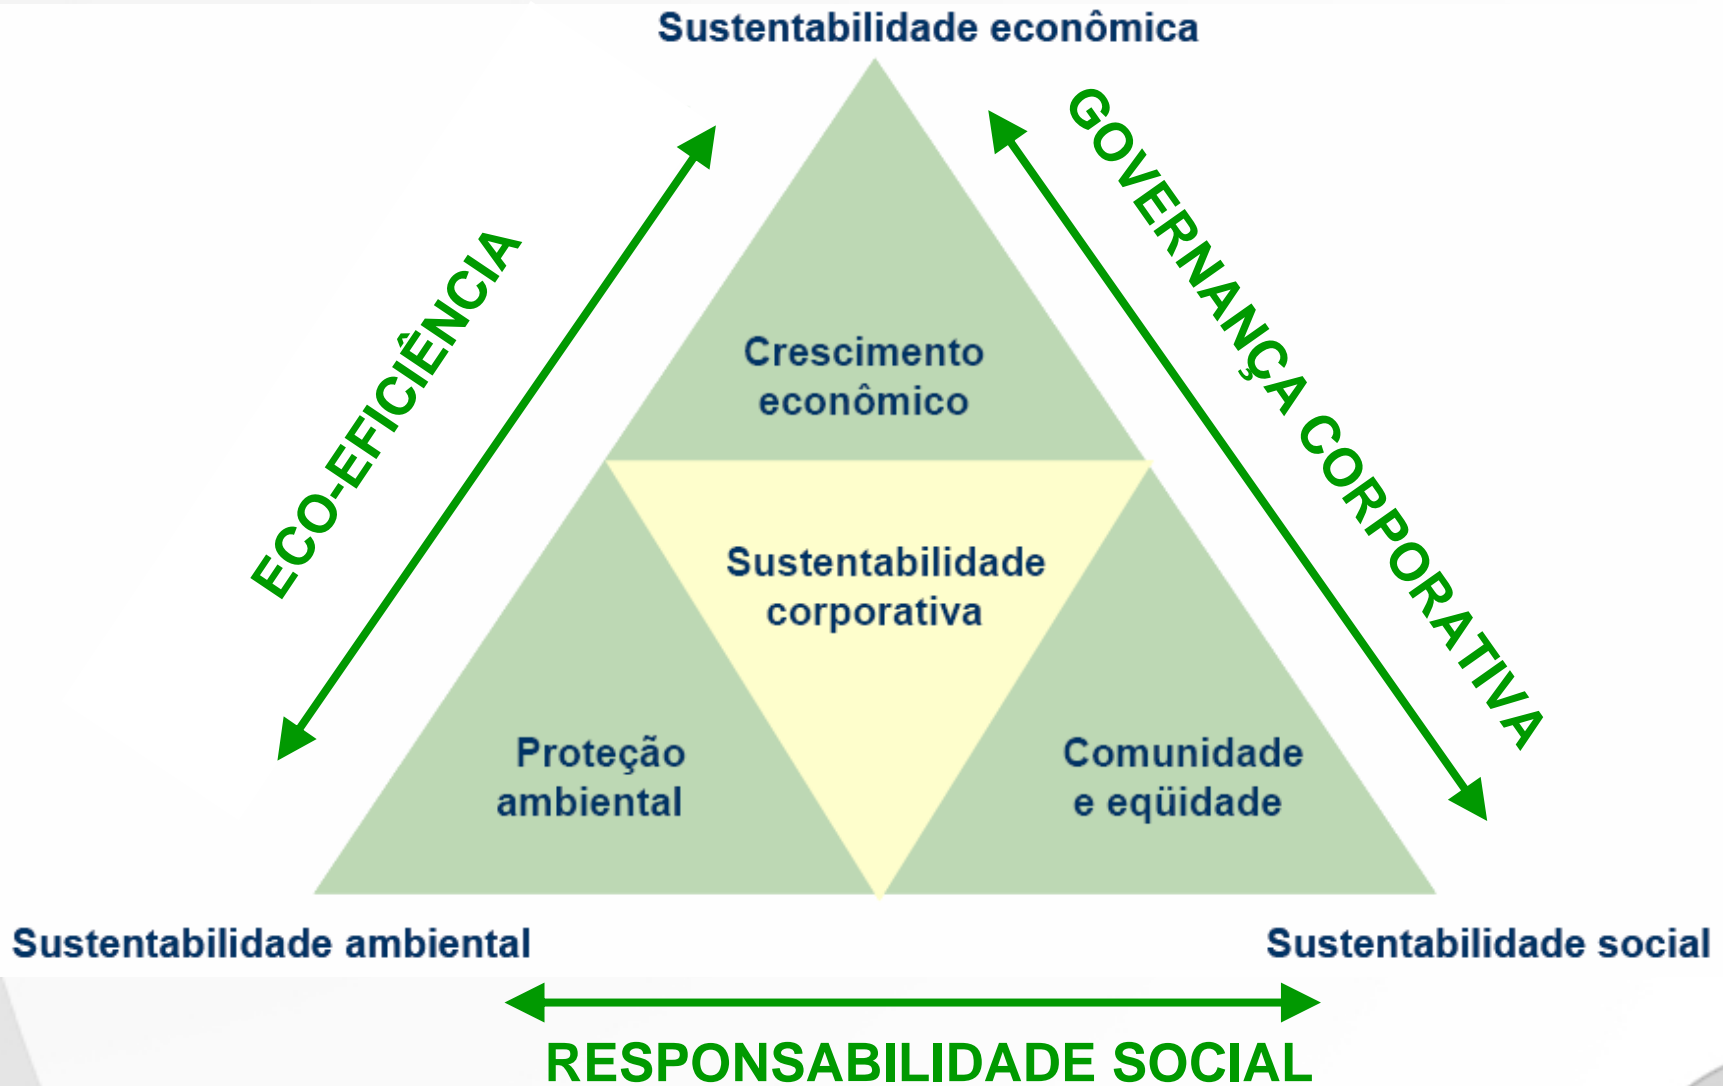 Sustentabilidade econômica
ECO-EFICIÊNCIA
GOVERNANÇA CORPORATIVA
Crescimento
econômico
Sustentabilidade
corporativa
Proteção
ambiental
Comunidade
e eqüidade
Sustentabilidade ambiental
Sustentabilidade social
RESPONSABILIDADE SOCIAL